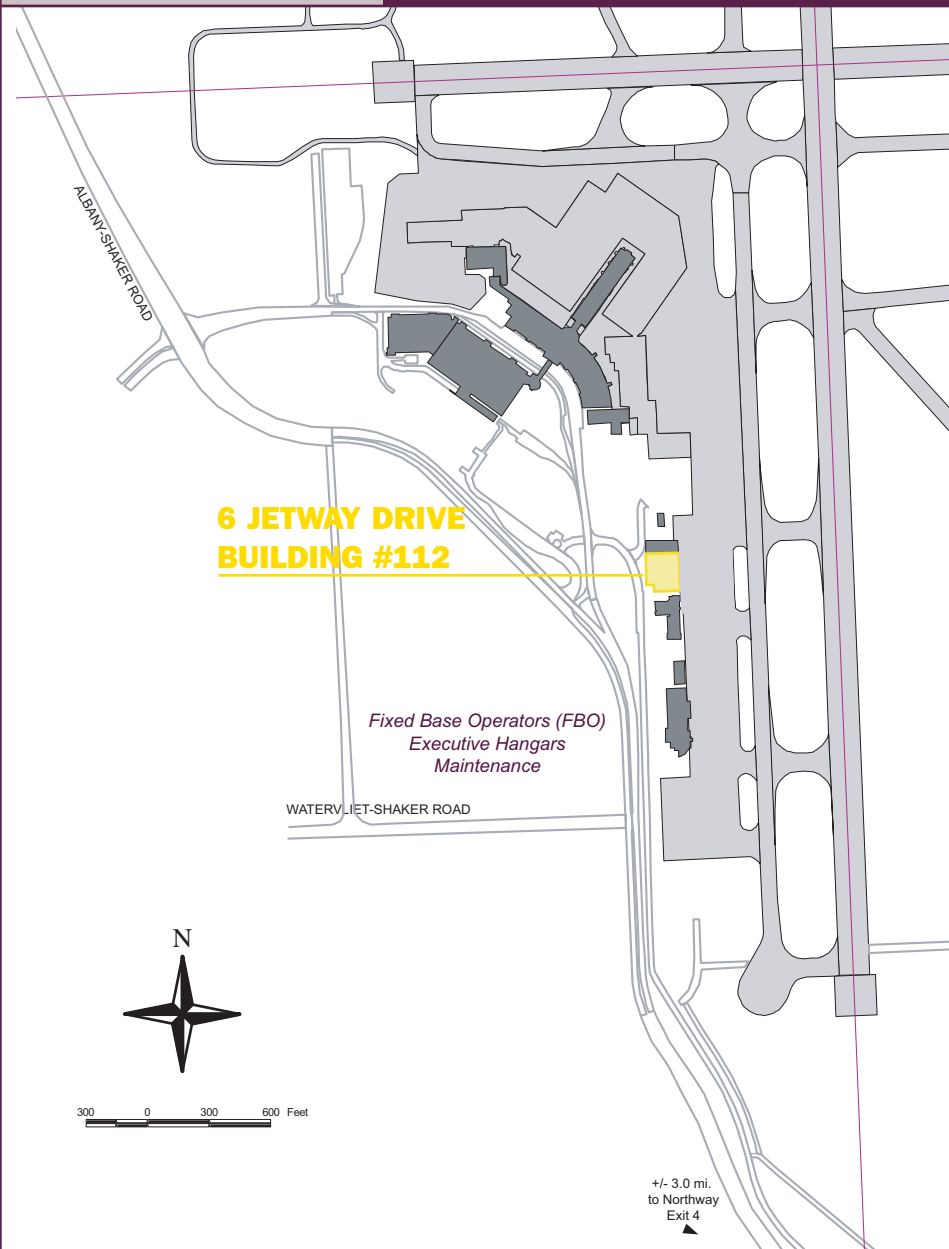 ALBANY-SHAKER ROAD
6 JETWAY DRIVE
BUILDING #112
Fixed Base Operators (FBO)
Executive Hangars
Maintenance
WATERVLIET-SHAKER ROAD
N
300 0 300 600 Feet
+/- 3.0 mi.
to Northway
Exit 4